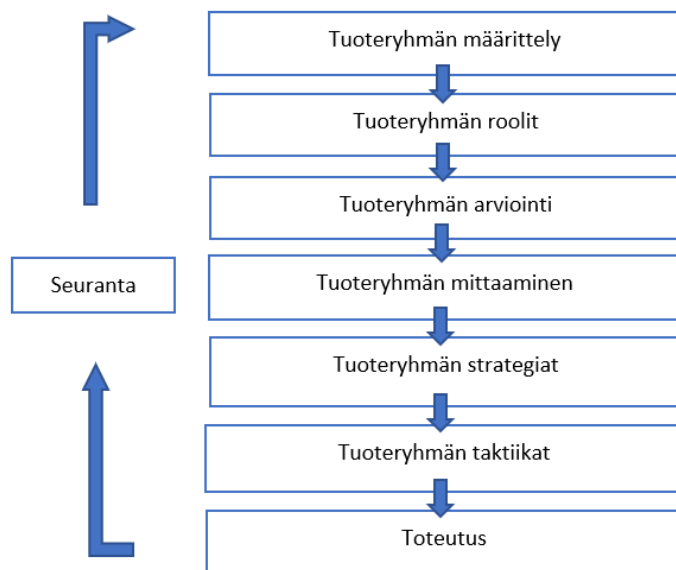 Tuoteryhmän määrittely
Tuoteryhmän roolit
Tuoteryhmän arviointi
Seuranta
Tuoteryhmän mittaaminen
Tuoteryhmän strategiat
Tuoteryhmän taktiikat
Toteutus